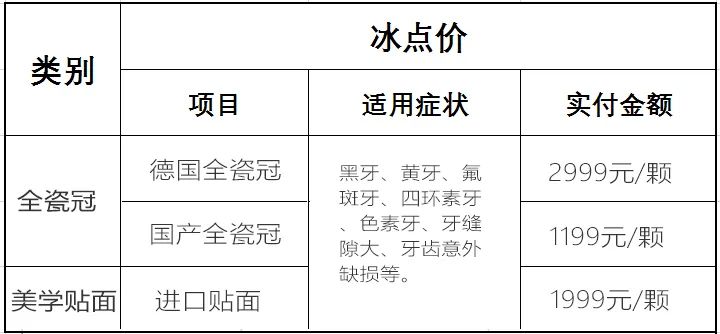 类别
冰点价
项目
适用症状
实付金额
全瓷冠
德国全瓷冠
黑牙、黄牙、氟
斑牙、四环素牙
、色素牙、牙缝
隙大、牙齿意外
缺损等。
2999元/颗
国产全瓷冠
1199元/颗
美学贴面
进口贴面
1999元/颗